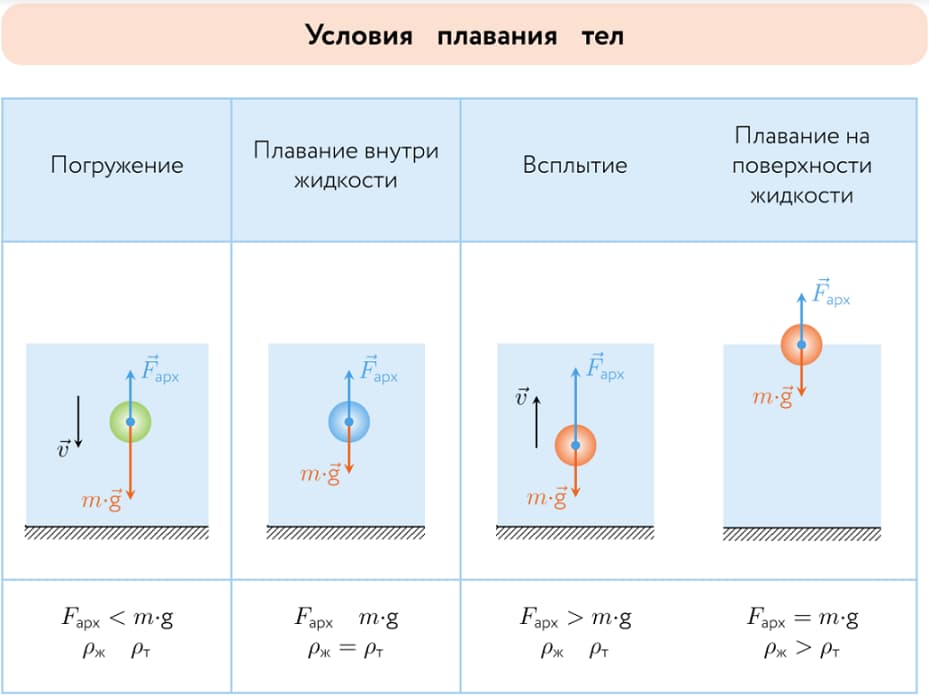 Условия плавания тел
Погружение
Плавание внутри
жидкости
Всплытие
Плавание на
поверхности
жидкости
F⃗арх
v⃗
m·g⃗
F⃗арх
m·g⃗
F⃗арх
v⃗
m·g⃗
F⃗арх
m·g⃗
Fарх < m·g
ρж ρт
Fарх m·g
ρж = ρт
Fарх > m·g
ρж ρт
Fарх = m·g
ρж > ρт